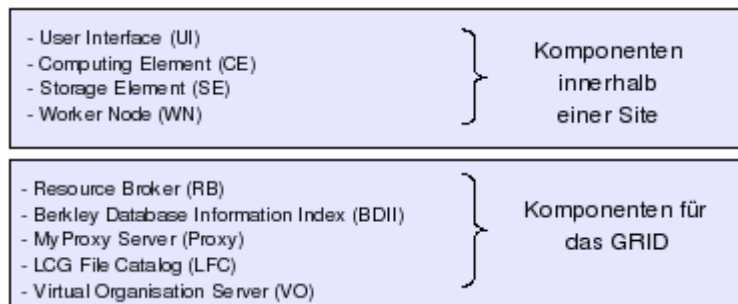 - User Interface (UI)
- Computing Element (CE)
- Storage Element (SE)
- Worker Node (WN)
Komponenten
innerhalb
einer Site
- Resource Broker (RB)
- Berkley Database Information Index (BDII)
- MyProxy Server (Proxy)
- LCG File Catalog (LFC)
- Virtual Organisation Server (VO)
Komponenten für
das GRID